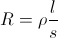 R = ρ l/s